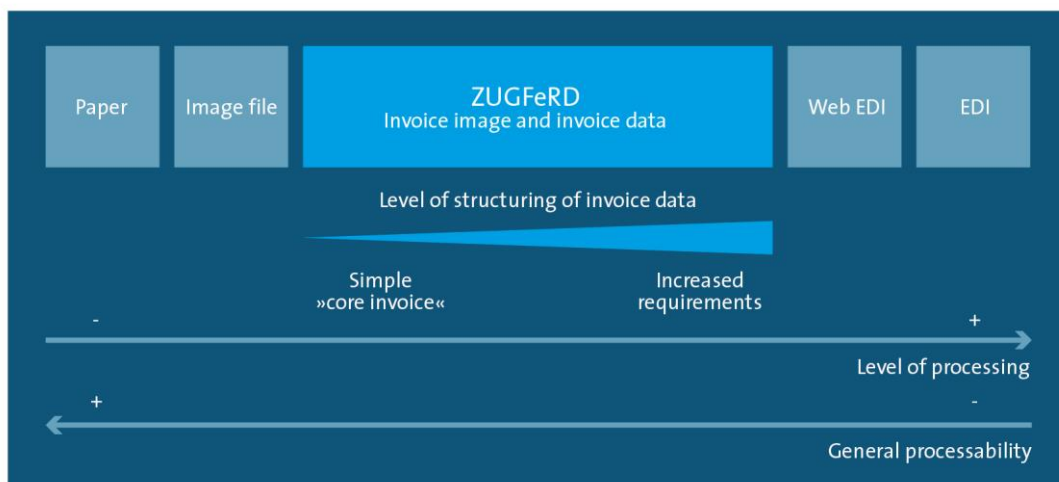 Paper
Image file
ZUGFeRD
Invoice image and invoice data
Web EDI
EDI
Level of structuring of invoice data
Simple
»core invoice«
Increased
requirements
- +
Level of processing
+ -
General processability